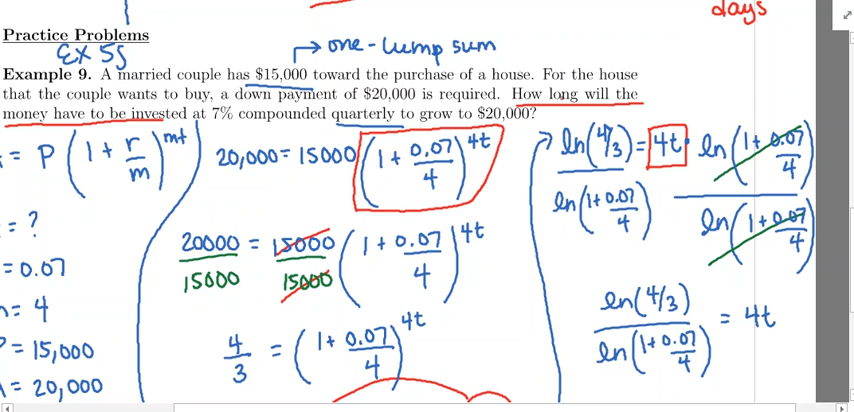 days
Practice Problems
Ex 55
→ one-lump sum
Example 9. A married couple has $15,000 toward the purchase of a house. For the house
that the couple wants to buy, a down payment of $20,000 is required. How long will the
money have to be invested at 7% compounded quarterly to grow to $20,000?
= P(1 + r/m)^mt
= ?
= 0.07
= 4
= 15,000
= 20,000
20,000 = 15000(1 + 0.07/4)^4t
20000/15000 = 15000/15000 (1 + 0.07/4)^4t
4/3 = (1 + 0.07/4)^4t
→ ln(4/3)/ln(1+0.07/4) = 4t · ln(1+0.07/4)/ln(1+0.07/4)
ln(4/3)/ln(1+0.07/4) = 4t